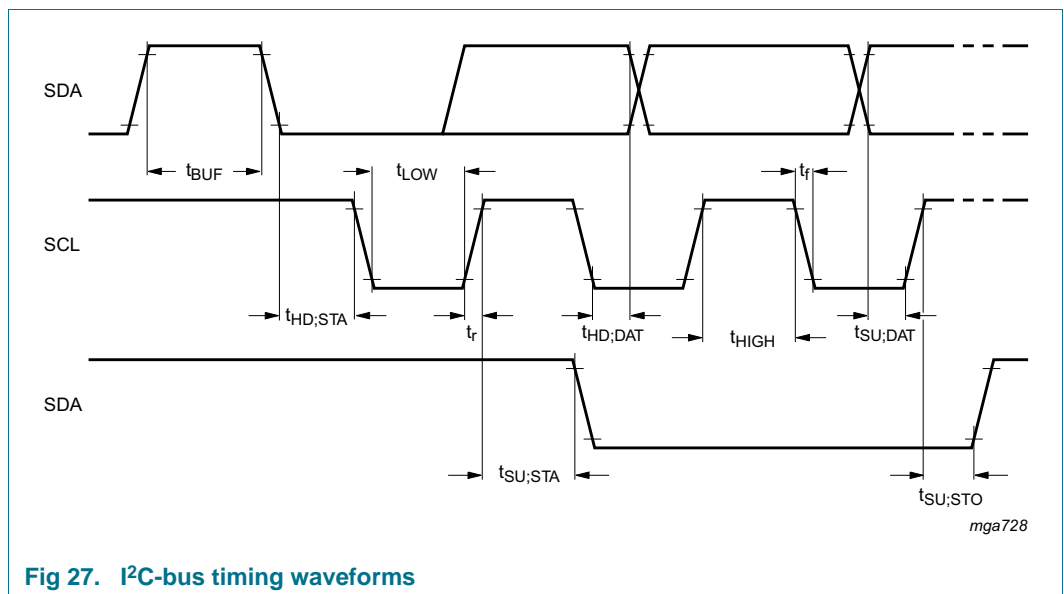 SDA
tBUF
tLOW
tf
SCL
tHD;STA
tr
tHD;DAT
tHIGH
tSU;DAT
SDA
tSU;STA
tSU;STO
mga728
Fig 27. I2C-bus timing waveforms